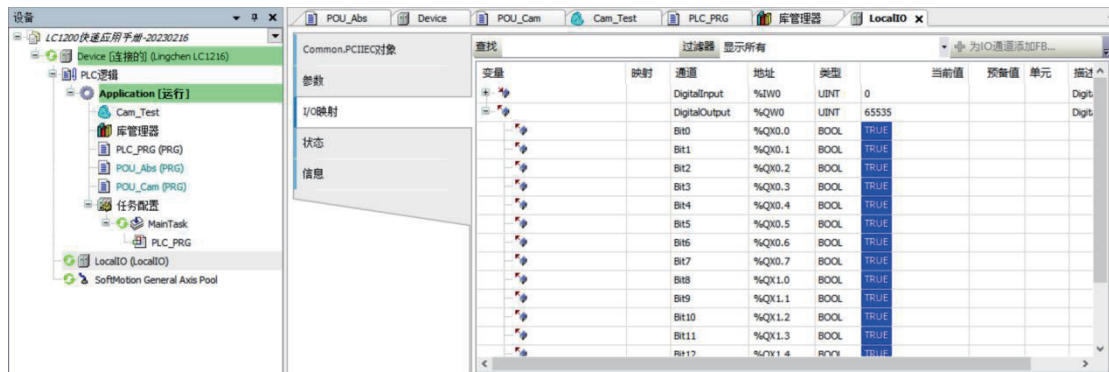 设备
LC1200快速应用手册-20230216
Device [连接的] (Lingchen LC1216)
PLC逻辑
Application [运行]
Cam_Test
库管理器
PLC_PRG (PRG)
POU_Abs (PRG)
POU_Cam (PRG)
任务配置
MainTask
PLC_PRG
LocalIO (LocalIO)
SoftMotion General Axis Pool
POU_Abs Device POU_Cam Cam_Test PLC_PRG 库管理器 LocalIO
Common.PCIIEC对象
参数
I/O映射
状态
信息
查找 过滤器 显示所有 为IO通道添加FB...
变量 映射 通道 地址 类型 当前值 预备值 单元 描述
DigitalInput %IW0 UINT 0 Digit
DigitalOutput %QW0 UINT 65535 Digit
Bit0 %QX0.0 BOOL TRUE
Bit1 %QX0.1 BOOL TRUE
Bit2 %QX0.2 BOOL TRUE
Bit3 %QX0.3 BOOL TRUE
Bit4 %QX0.4 BOOL TRUE
Bit5 %QX0.5 BOOL TRUE
Bit6 %QX0.6 BOOL TRUE
Bit7 %QX0.7 BOOL TRUE
Bit8 %QX1.0 BOOL TRUE
Bit9 %QX1.1 BOOL TRUE
Bit10 %QX1.2 BOOL TRUE
Bit11 %QX1.3 BOOL TRUE
Bit12 %QX1.4 BOOL TRUE